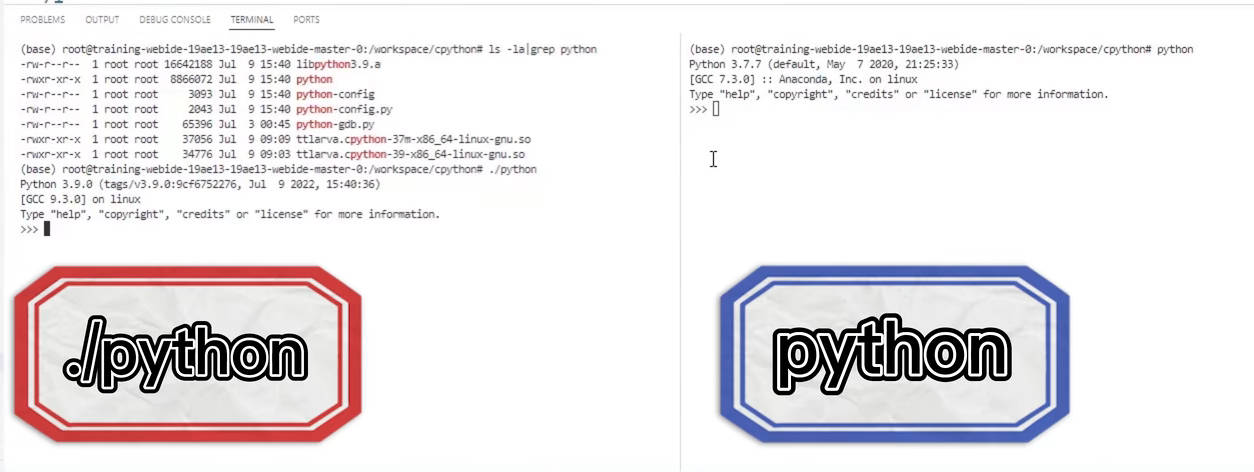 PROBLEMS OUTPUT DEBUG CONSOLE TERMINAL PORTS
(base) root@training-webide-19ae13-19ae13-webide-master-0:/workspace/cpython# ls -la|grep python
-rw-r--r-- 1 root root 16642188 Jul 9 15:40 libpython3.9.a
-rwxr-xr-x 1 root root 8866072 Jul 9 15:40 python
-rw-r--r-- 1 root root 3093 Jul 9 15:40 python-config
-rw-r--r-- 1 root root 2043 Jul 9 15:40 python-config.py
-rw-r--r-- 1 root root 65396 Jul 3 00:45 python-gdb.py
-rwxr-xr-x 1 root root 37056 Jul 9 09:09 ttlarva.cpython-37m-x86_64-linux-gnu.so
-rwxr-xr-x 1 root root 34776 Jul 9 09:03 ttlarva.cpython-39-x86_64-linux-gnu.so
(base) root@training-webide-19ae13-19ae13-webide-master-0:/workspace/cpython# ./python
Python 3.9.0 (tags/v3.9.0:9cf6752276, Jul 9 2022, 15:40:36)
[GCC 9.3.0] on linux
Type "help", "copyright", "credits" or "license" for more information.
>>>
./python
(base) root@training-webide-19ae13-19ae13-webide-master-0:/workspace/cpython# python
Python 3.7.7 (default, May 7 2020, 21:25:33)
[GCC 7.3.0] :: Anaconda, Inc. on linux
Type "help", "copyright", "credits" or "license" for more information.
>>>
python